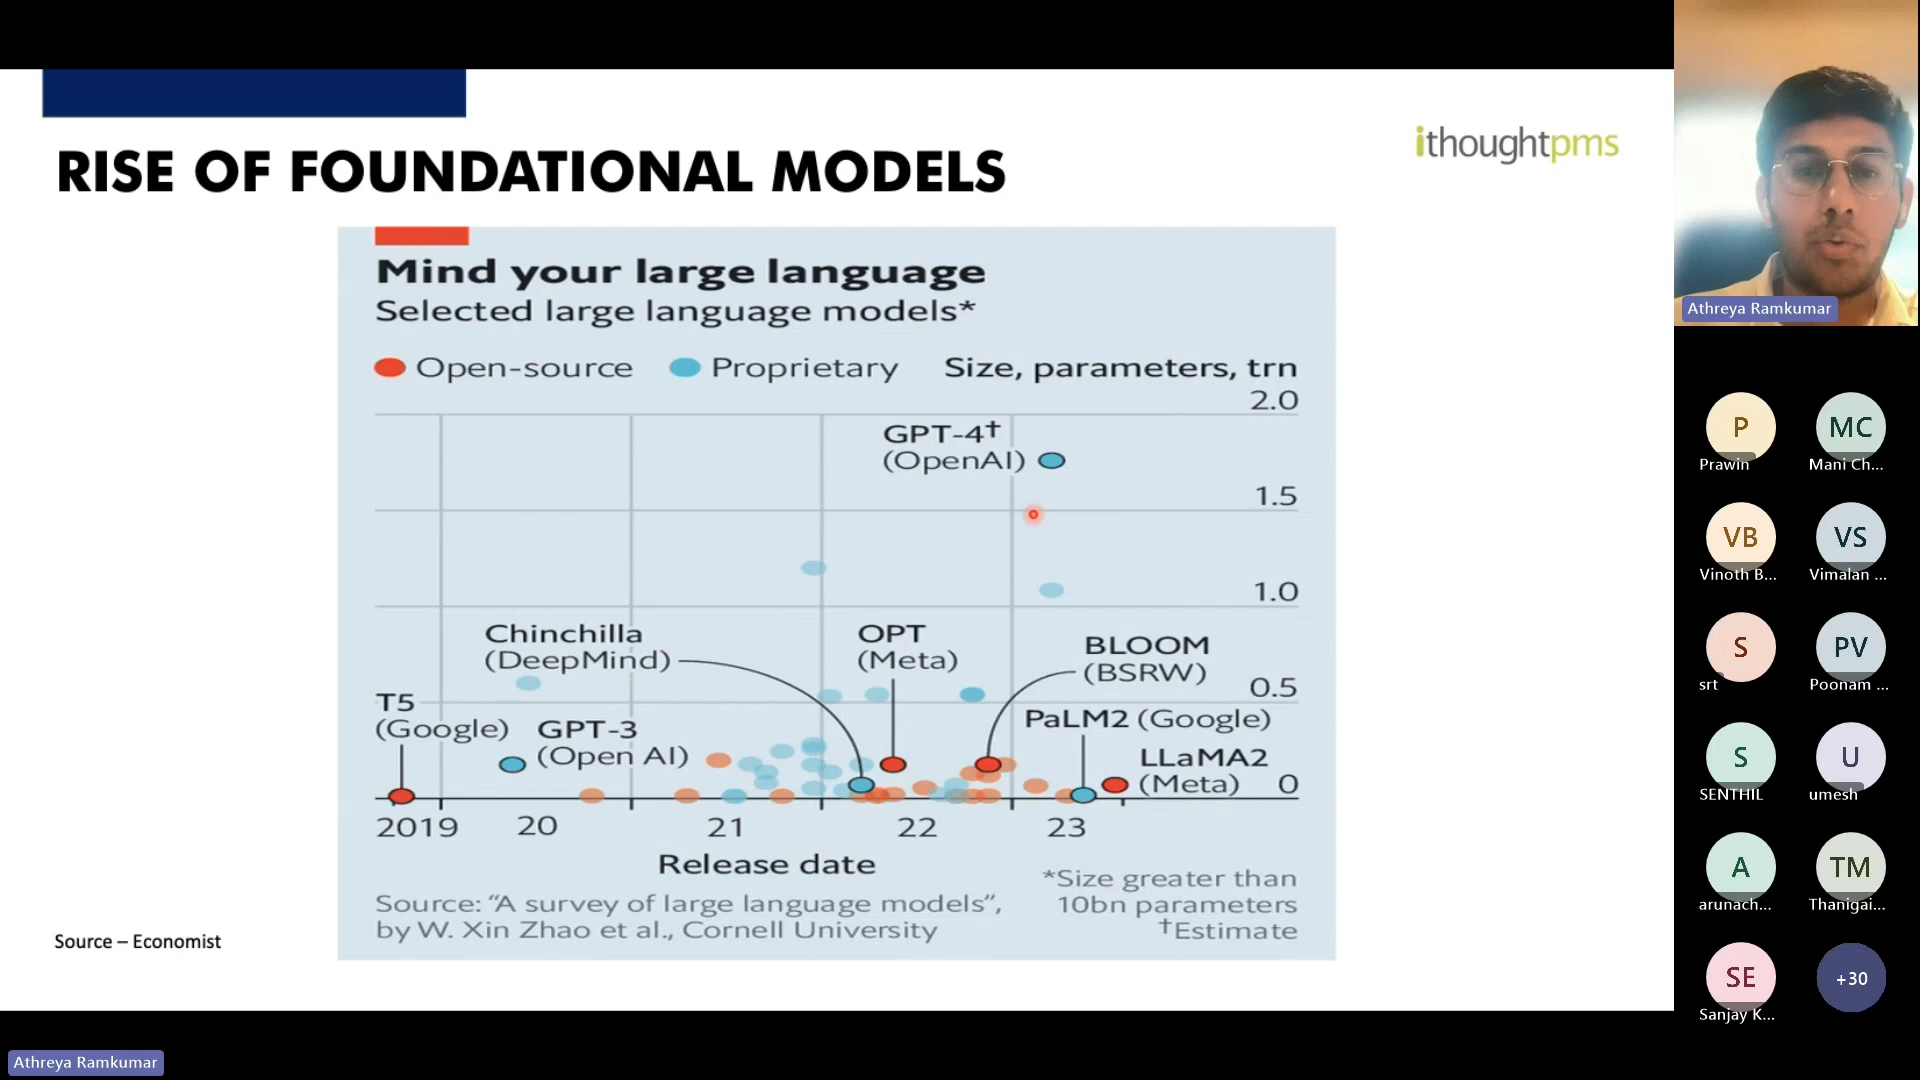 ithoughtpms
RISE OF FOUNDATIONAL MODELS
Mind your large language
Selected large language models*
Open-source
Proprietary
Size, parameters, trn
2.0
GPT-4†
(OpenAI)
1.5
1.0
Chinchilla
(DeepMind)
OPT
(Meta)
BLOOM
(BSRW)
0.5
T5
(Google)
GPT-3
(Open AI)
PaLM2 (Google)
LLaMA2
(Meta)
0
2019 20 21 22 23
Release date
*Size greater than
10bn parameters
†Estimate
Source: “A survey of large language models”,
by W. Xin Zhao et al., Cornell University
Source – Economist
Athreya Ramkumar
Athreya Ramkumar
P
Prawin
MC
Mani Ch...
VB
Vinoth B...
VS
Vimalan ...
S
srt
PV
Poonam ...
S
SENTHIL
U
umesh
A
arunach...
TM
Thanigai...
SE
Sanjay K...
+30